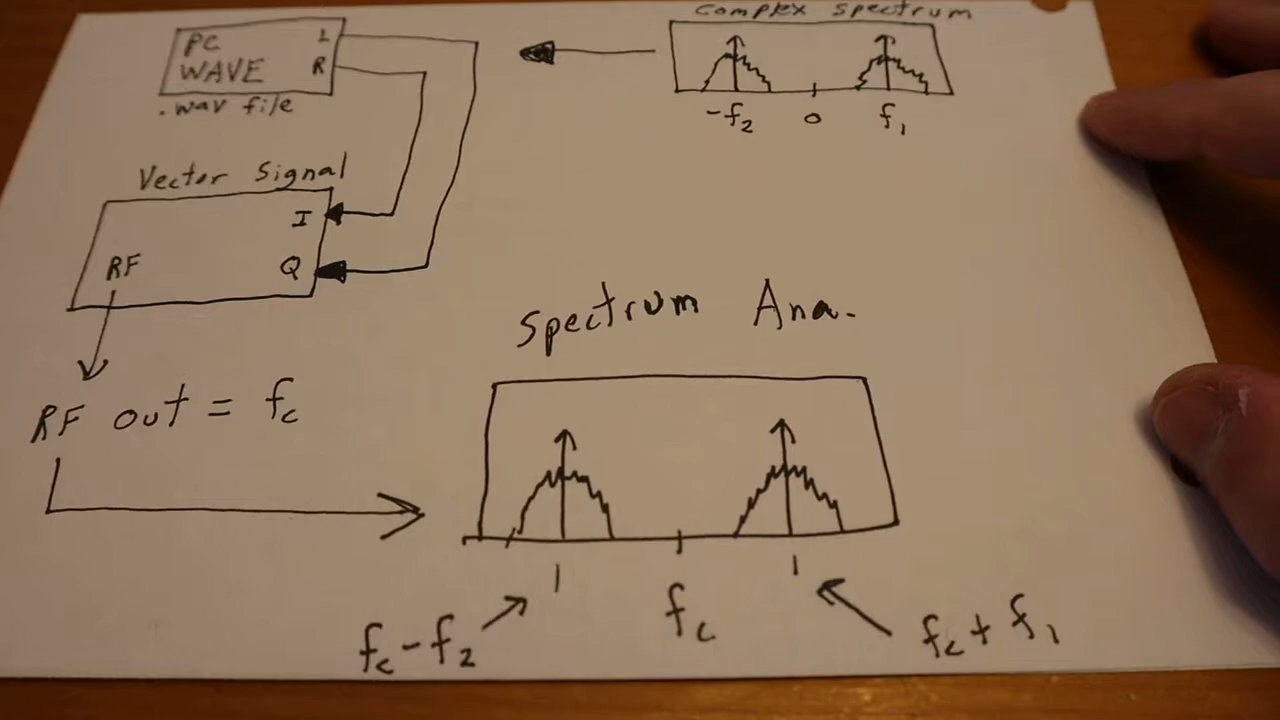 complex spectrum
PC L
WAVE R
.wav file
-f₂ 0 f₁
Vector Signal
I
RF Q
Spectrum Ana.
RF out = fc
fc
fc-f₂
fc+f₁